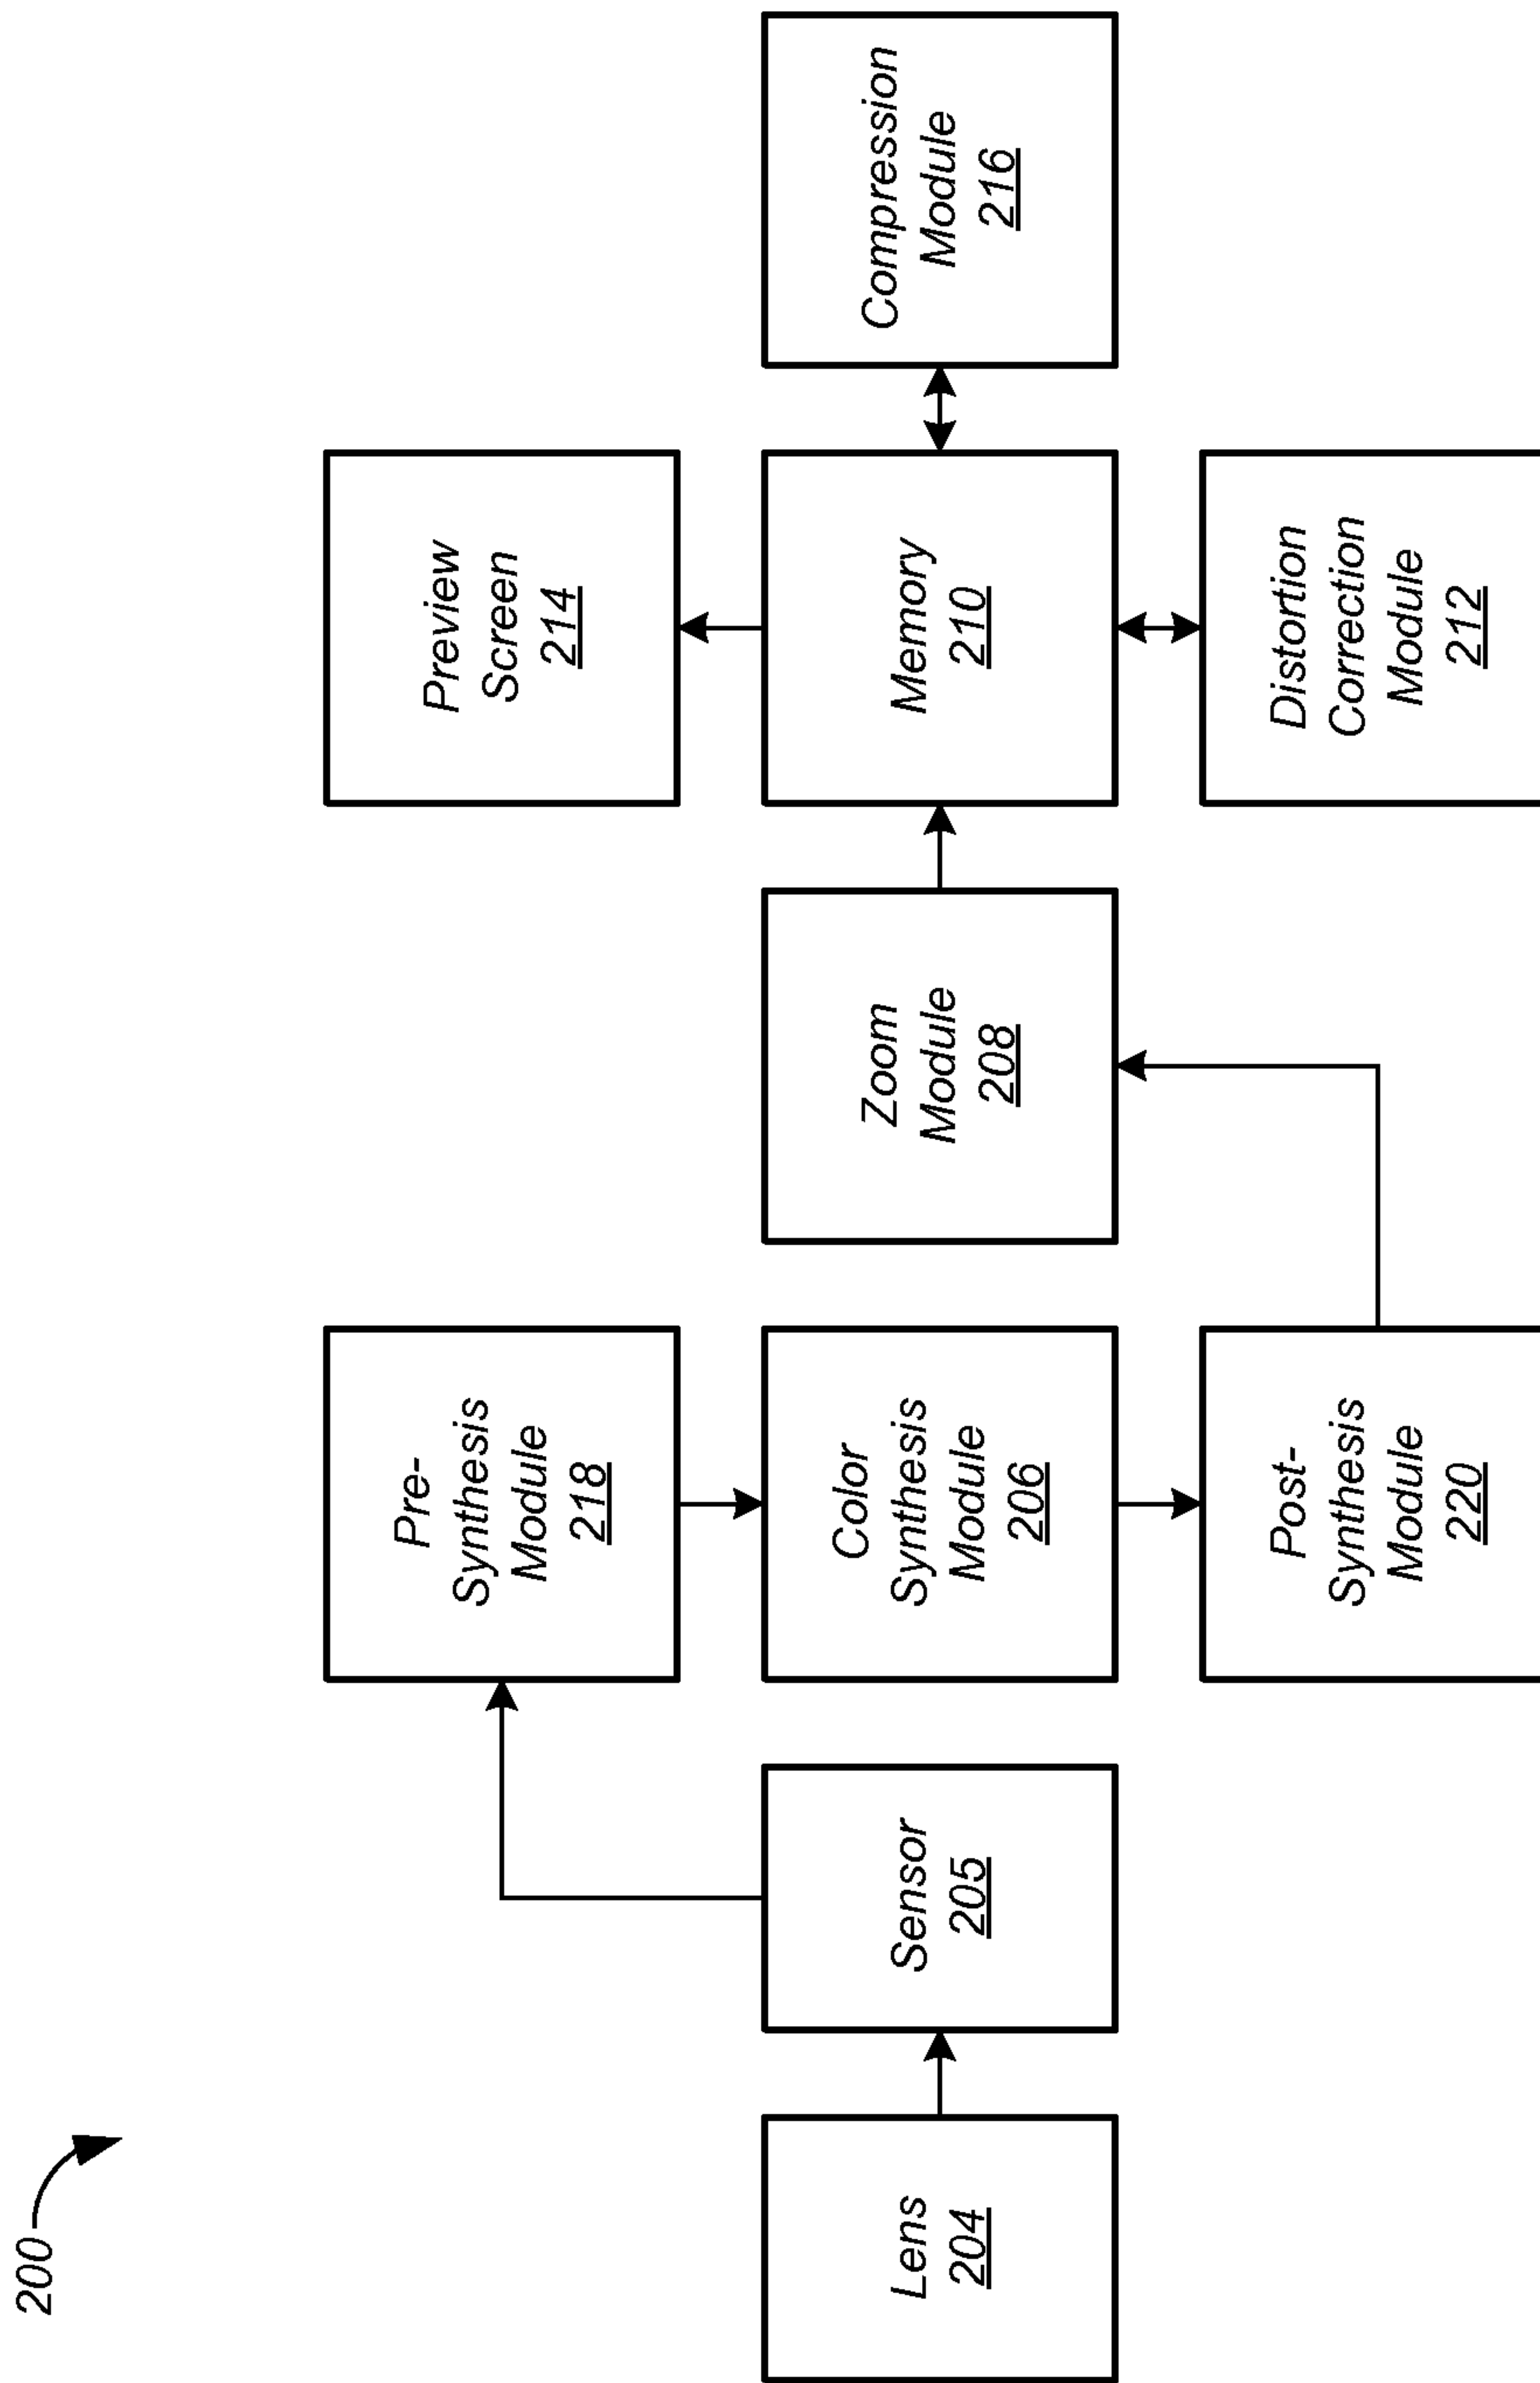 200
Lens
204
Sensor
205
Pre-
Synthesis
Module
218
Color
Synthesis
Module
206
Post-
Synthesis
Module
220
Zoom
Module
208
Preview
Screen
214
Memory
210
Distortion
Correction
Module
212
Compression
Module
216